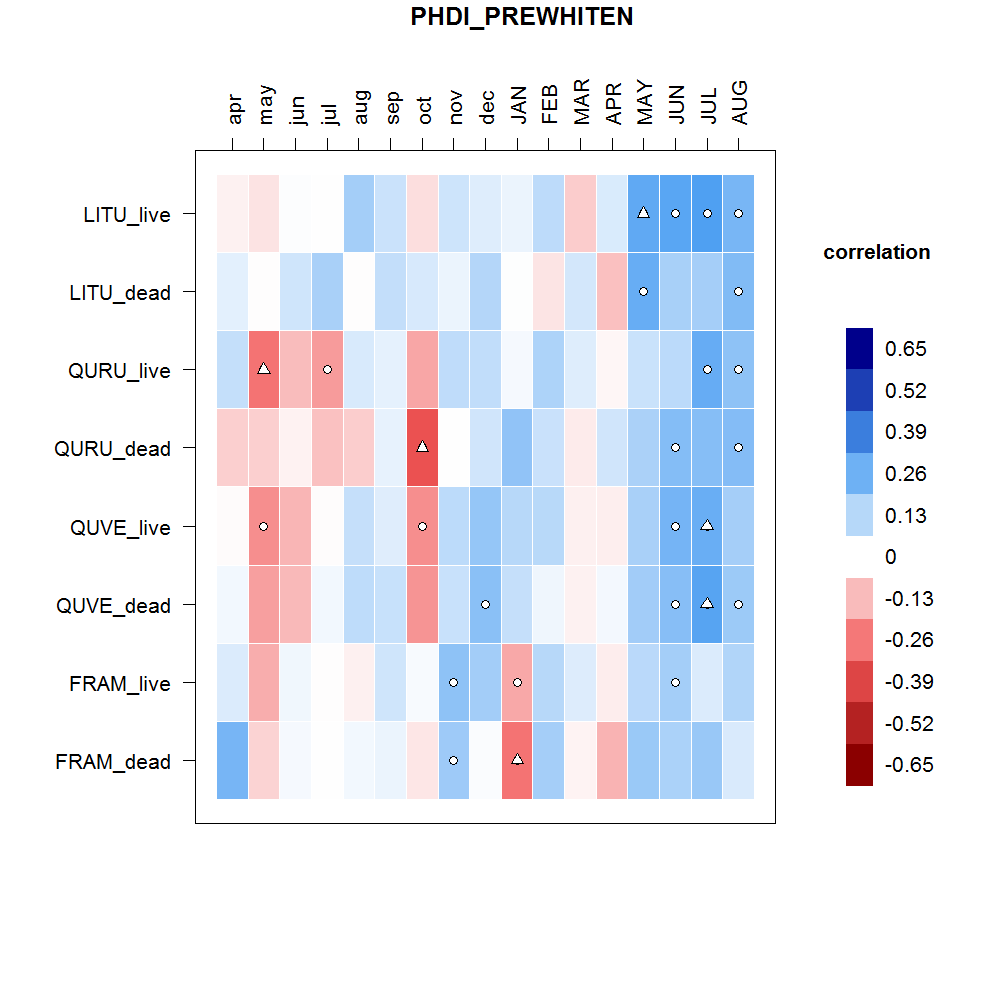 PHDI_PREWHITEN
apr may jun jul aug sep oct nov dec JAN FEB MAR APR MAY JUN JUL AUG
LITU_live
LITU_dead
QURU_live
QURU_dead
QUVE_live
QUVE_dead
FRAM_live
FRAM_dead
correlation
0.65
0.52
0.39
0.26
0.13
0
-0.13
-0.26
-0.39
-0.52
-0.65